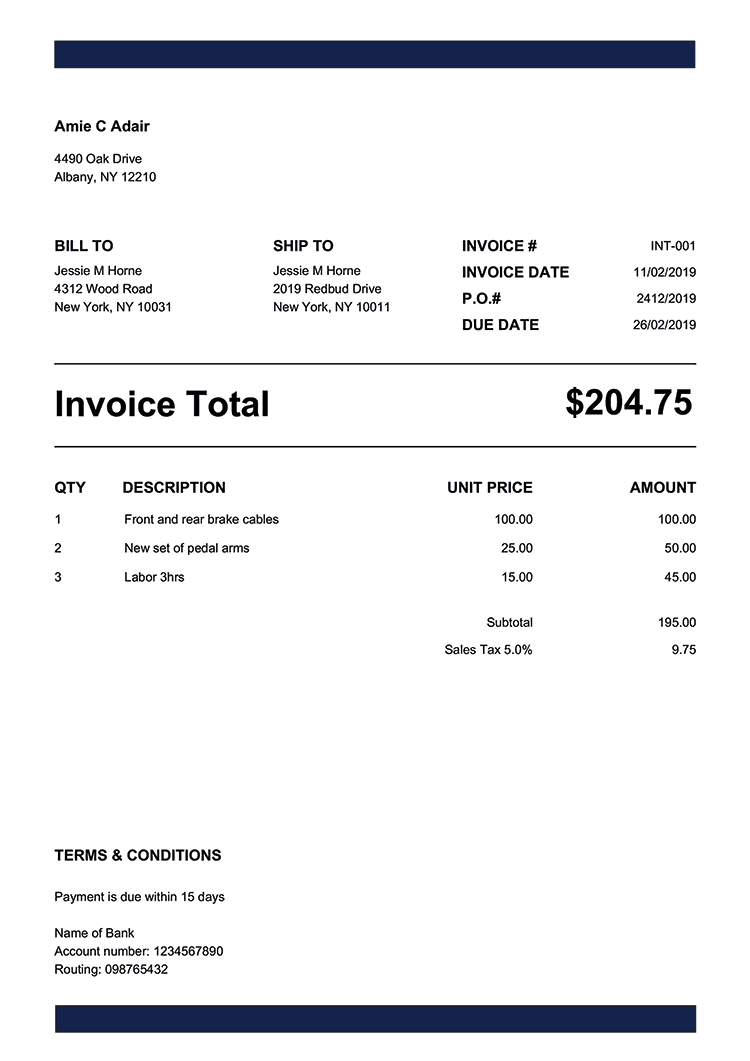 Amie C Adair
4490 Oak Drive
Albany, NY 12210
BILL TO
Jessie M Horne
4312 Wood Road
New York, NY 10031
SHIP TO
Jessie M Horne
2019 Redbud Drive
New York, NY 10011
INVOICE # INT-001
INVOICE DATE 11/02/2019
P.O.# 2412/2019
DUE DATE 26/02/2019
Invoice Total $204.75
QTY DESCRIPTION UNIT PRICE AMOUNT
1 Front and rear brake cables 100.00 100.00
2 New set of pedal arms 25.00 50.00
3 Labor 3hrs 15.00 45.00
Subtotal 195.00
Sales Tax 5.0% 9.75
TERMS & CONDITIONS
Payment is due within 15 days
Name of Bank
Account number: 1234567890
Routing: 098765432